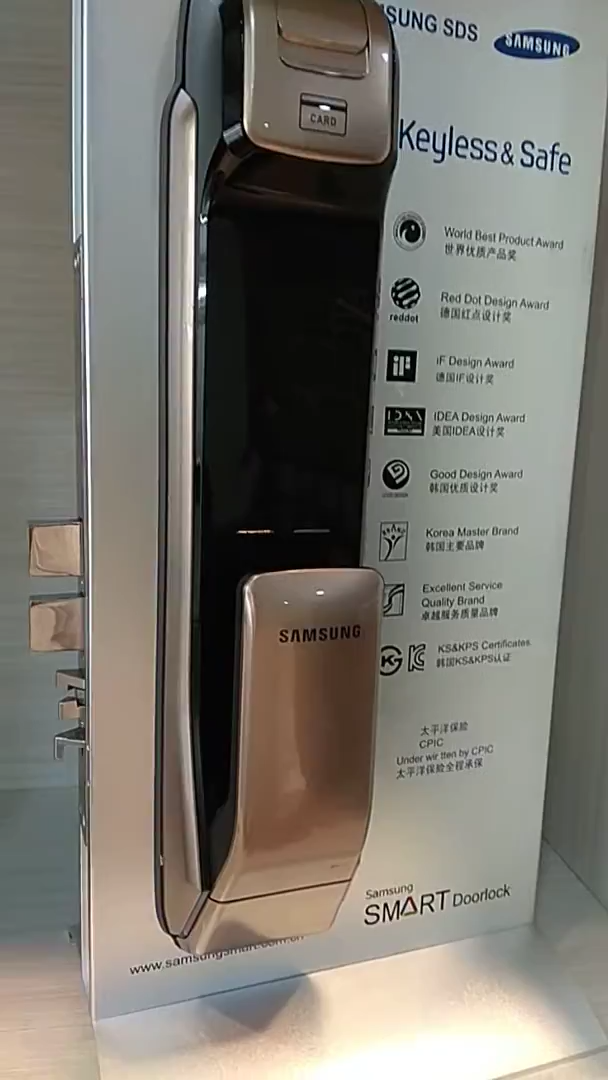 SAMSUNG SDS
SAMSUNG
CARD
Keyless & Safe
World Best Product Award
世界优质产品奖
reddot
Red Dot Design Award
德国红点设计奖
iF
iF Design Award
德国IF设计奖
IDSA
IDEA Design Award
美国IDEA设计奖
Good Design Award
韩国优质设计奖
Korea Master Brand
韩国主要品牌
Excellent Service
Quality Brand
卓越服务质量品牌
SAMSUNG
KS&KPS Certificates
韩国KS&KPS认证
太平洋保险
CPIC
Under wir tten by CPIC
太平洋保险全程承保
Samsung
SMART Doorlock